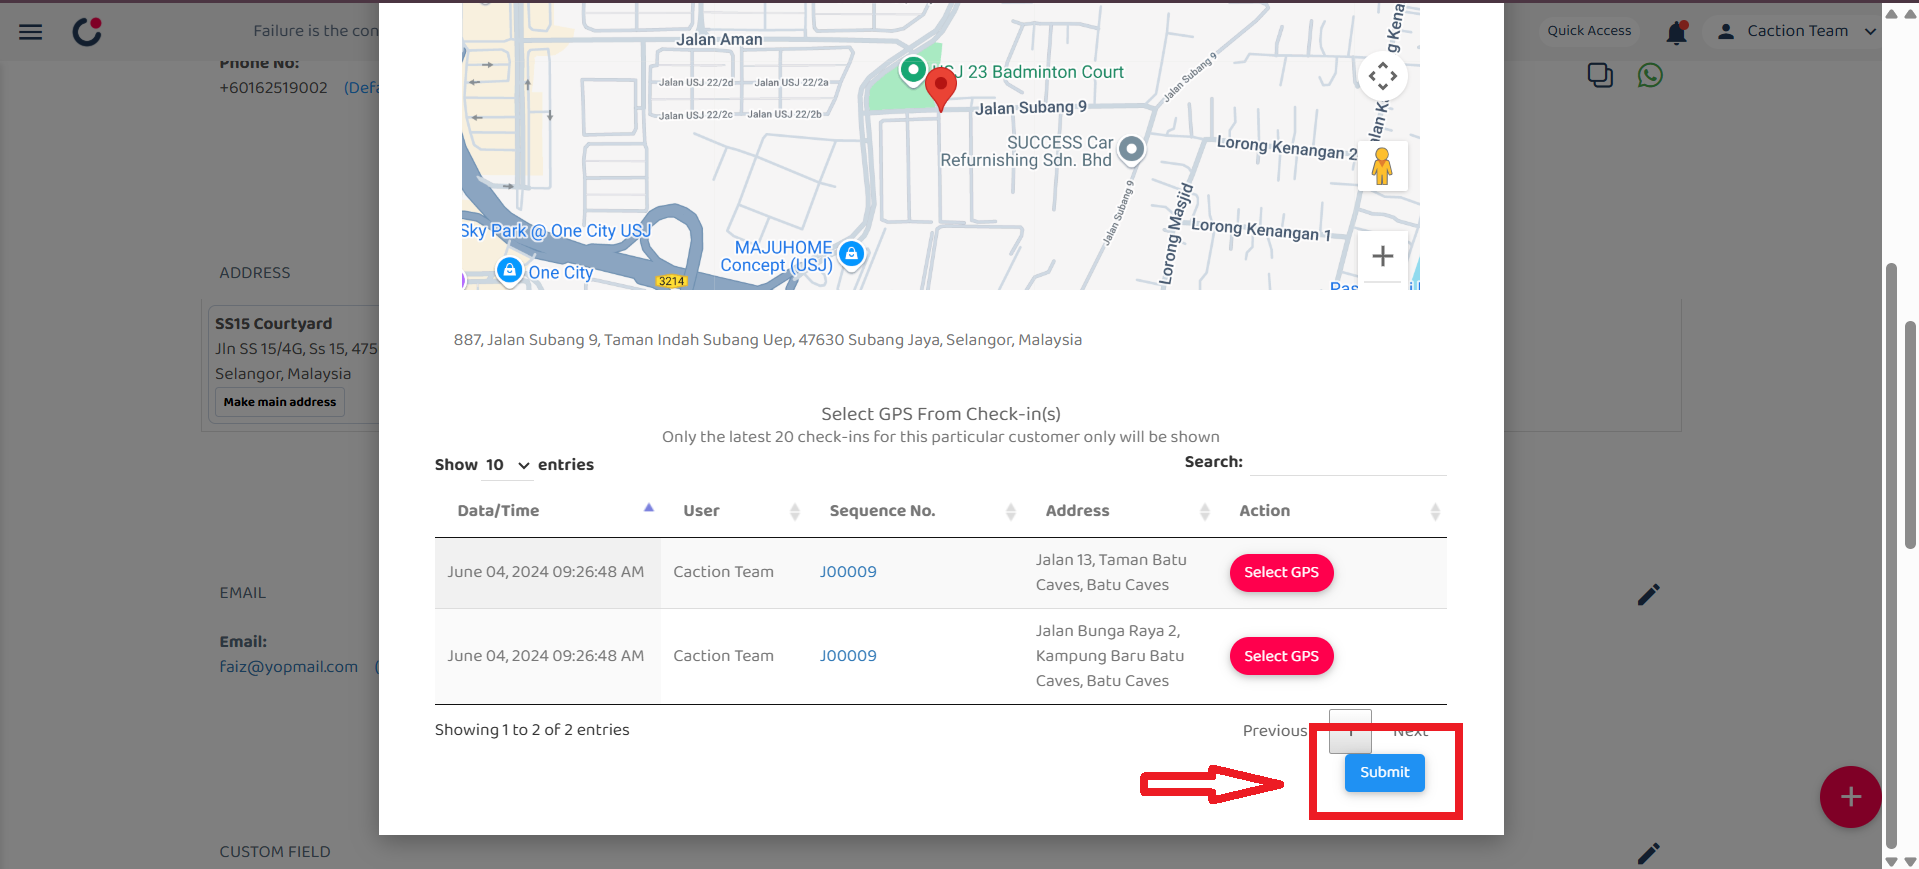 Failure is the con
Quick Access
Caction Team
Phone No:
+60162519002 (Defa
ADDRESS
SS15 Courtyard
Jln SS 15/4G, Ss 15, 475
Selangor, Malaysia
Make main address
EMAIL
Email:
faiz@yopmail.com (
CUSTOM FIELD
Jalan Aman
Jalan USJ 22/2d
Jalan USJ 22/2a
Jalan USJ 22/2c
Jalan USJ 22/2b
USJ 23 Badminton Court
Jalan Subang 9
Jalan Subang 9
SUCCESS Car
Refurnishing Sdn. Bhd
Lorong Kenangan 2
Jalan Subang 9
Lorong Masjid
Lorong Kenangan 1
Sky Park @ One City USJ
One City
MAJUHOME
Concept (USJ)
3214
887, Jalan Subang 9, Taman Indah Subang Uep, 47630 Subang Jaya, Selangor, Malaysia
Select GPS From Check-in(s)
Only the latest 20 check-ins for this particular customer only will be shown
Show 10 entries
Search:
Data/Time User Sequence No. Address Action
June 04, 2024 09:26:48 AM Caction Team J00009 Jalan 13, Taman Batu
Caves, Batu Caves
Select GPS
June 04, 2024 09:26:48 AM Caction Team J00009 Jalan Bunga Raya 2,
Kampung Baru Batu
Caves, Batu Caves
Select GPS
Showing 1 to 2 of 2 entries
Previous 1 Next
Submit